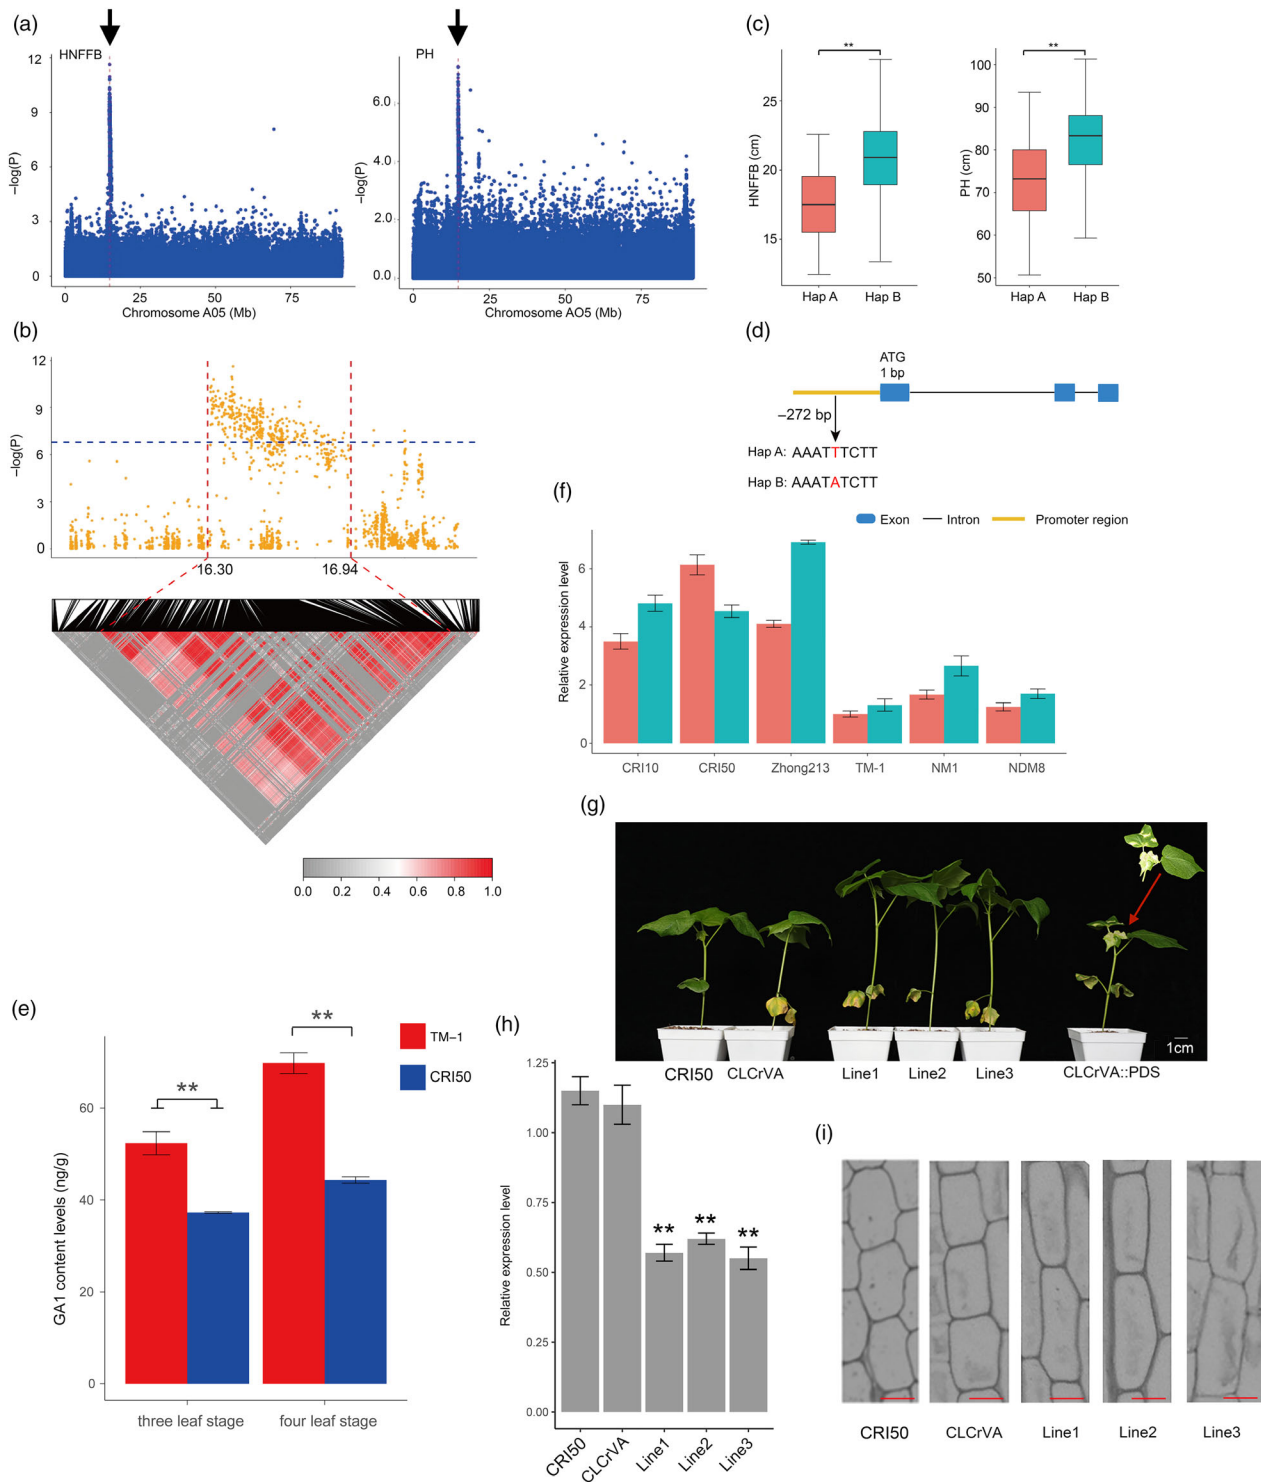 (a)
HNFFB
12
9
6
3
0
−log(P)
0 25 50 75
Chromosome A05 (Mb)
PH
6.0
4.0
2.0
0.0
−log(P)
0 25 50 75
Chromosome AO5 (Mb)
(b)
12
9
6
3
0
−log(P)
16.30 16.94
0.0 0.2 0.4 0.6 0.8 1.0
(c)
**
25
20
15
HNFFB (cm)
Hap A Hap B
**
100
90
80
70
60
50
PH (cm)
Hap A Hap B
(d)
ATG
1 bp
−272 bp
Hap A: AAATTTCTT
Hap B: AAATATCTT
Exon Intron Promoter region
(e)
TM−1
CRI50
**
**
60
40
20
0
GA1 content levels (ng/g)
three leaf stage four leaf stage
(f)
6
4
2
0
Relative expression level
CRI10 CRI50 Zhong213 TM-1 NM1 NDM8
(g)
1cm
CRI50 CLCrVA Line1 Line2 Line3 CLCrVA::PDS
(h)
1.25
1.00
0.75
0.50
0.25
0.00
Relative expression level
** ** **
CRI50 CLCrVA Line1 Line2 Line3
(i)
CRI50 CLCrVA Line1 Line2 Line3